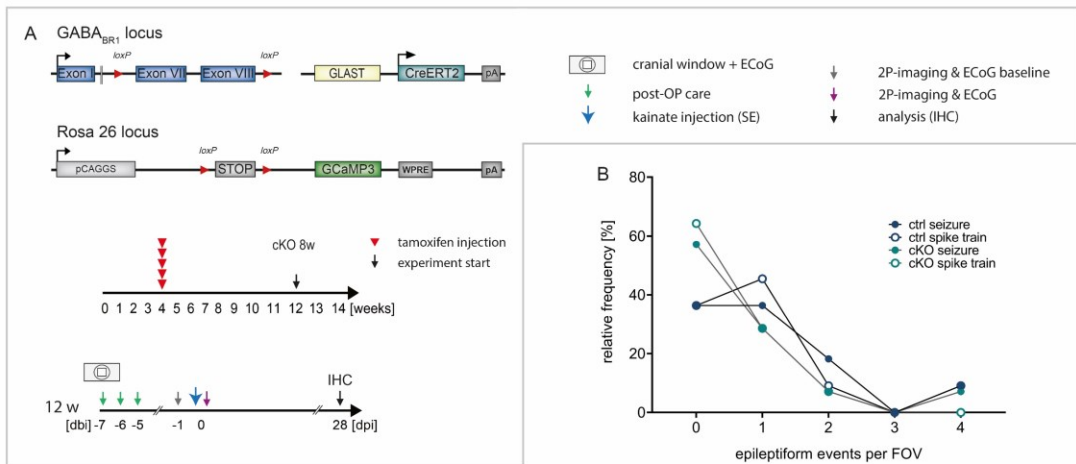 A
GABA_BR1 locus
loxP loxP
Exon I Exon VII Exon VIII GLAST CreERT2 pA
Rosa 26 locus
loxP loxP
pCAGGS STOP GCaMP3 WPRE pA
tamoxifen injection
cKO 8w
experiment start
0 1 2 3 4 5 6 7 8 9 10 11 12 13 14 [weeks]
IHC
12 w
[dbi] -7 -6 -5 -1 0 28 [dpi]
cranial window + ECoG
post-OP care
kainate injection (SE)
2P-imaging & ECoG baseline
2P-imaging & ECoG
analysis (IHC)
B
relative frequency [%]
80
60
40
20
0
ctrl seizure
ctrl spike train
cKO seizure
cKO spike train
0 1 2 3 4
epileptiform events per FOV